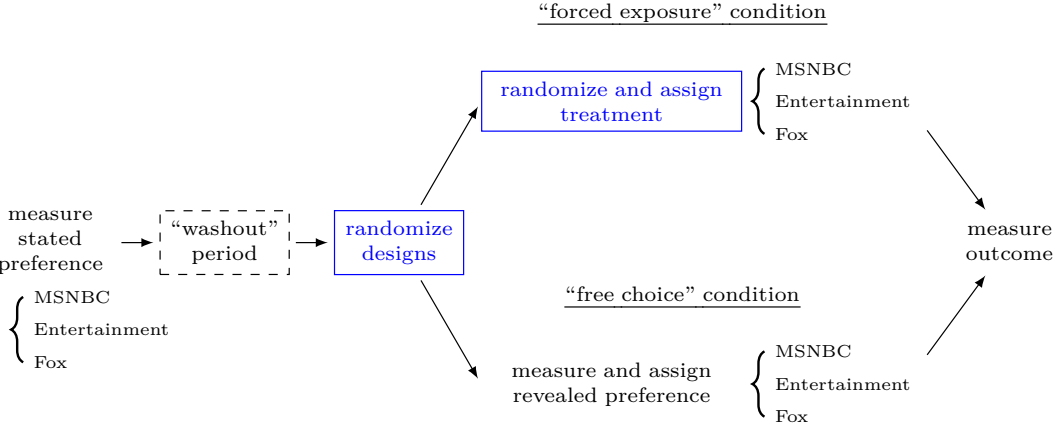 “forced exposure” condition
randomize and assign
treatment
MSNBC
Entertainment
Fox
measure
stated
preference
MSNBC
Entertainment
Fox
“washout”
period
randomize
designs
“free choice” condition
measure and assign
revealed preference
MSNBC
Entertainment
Fox
measure
outcome